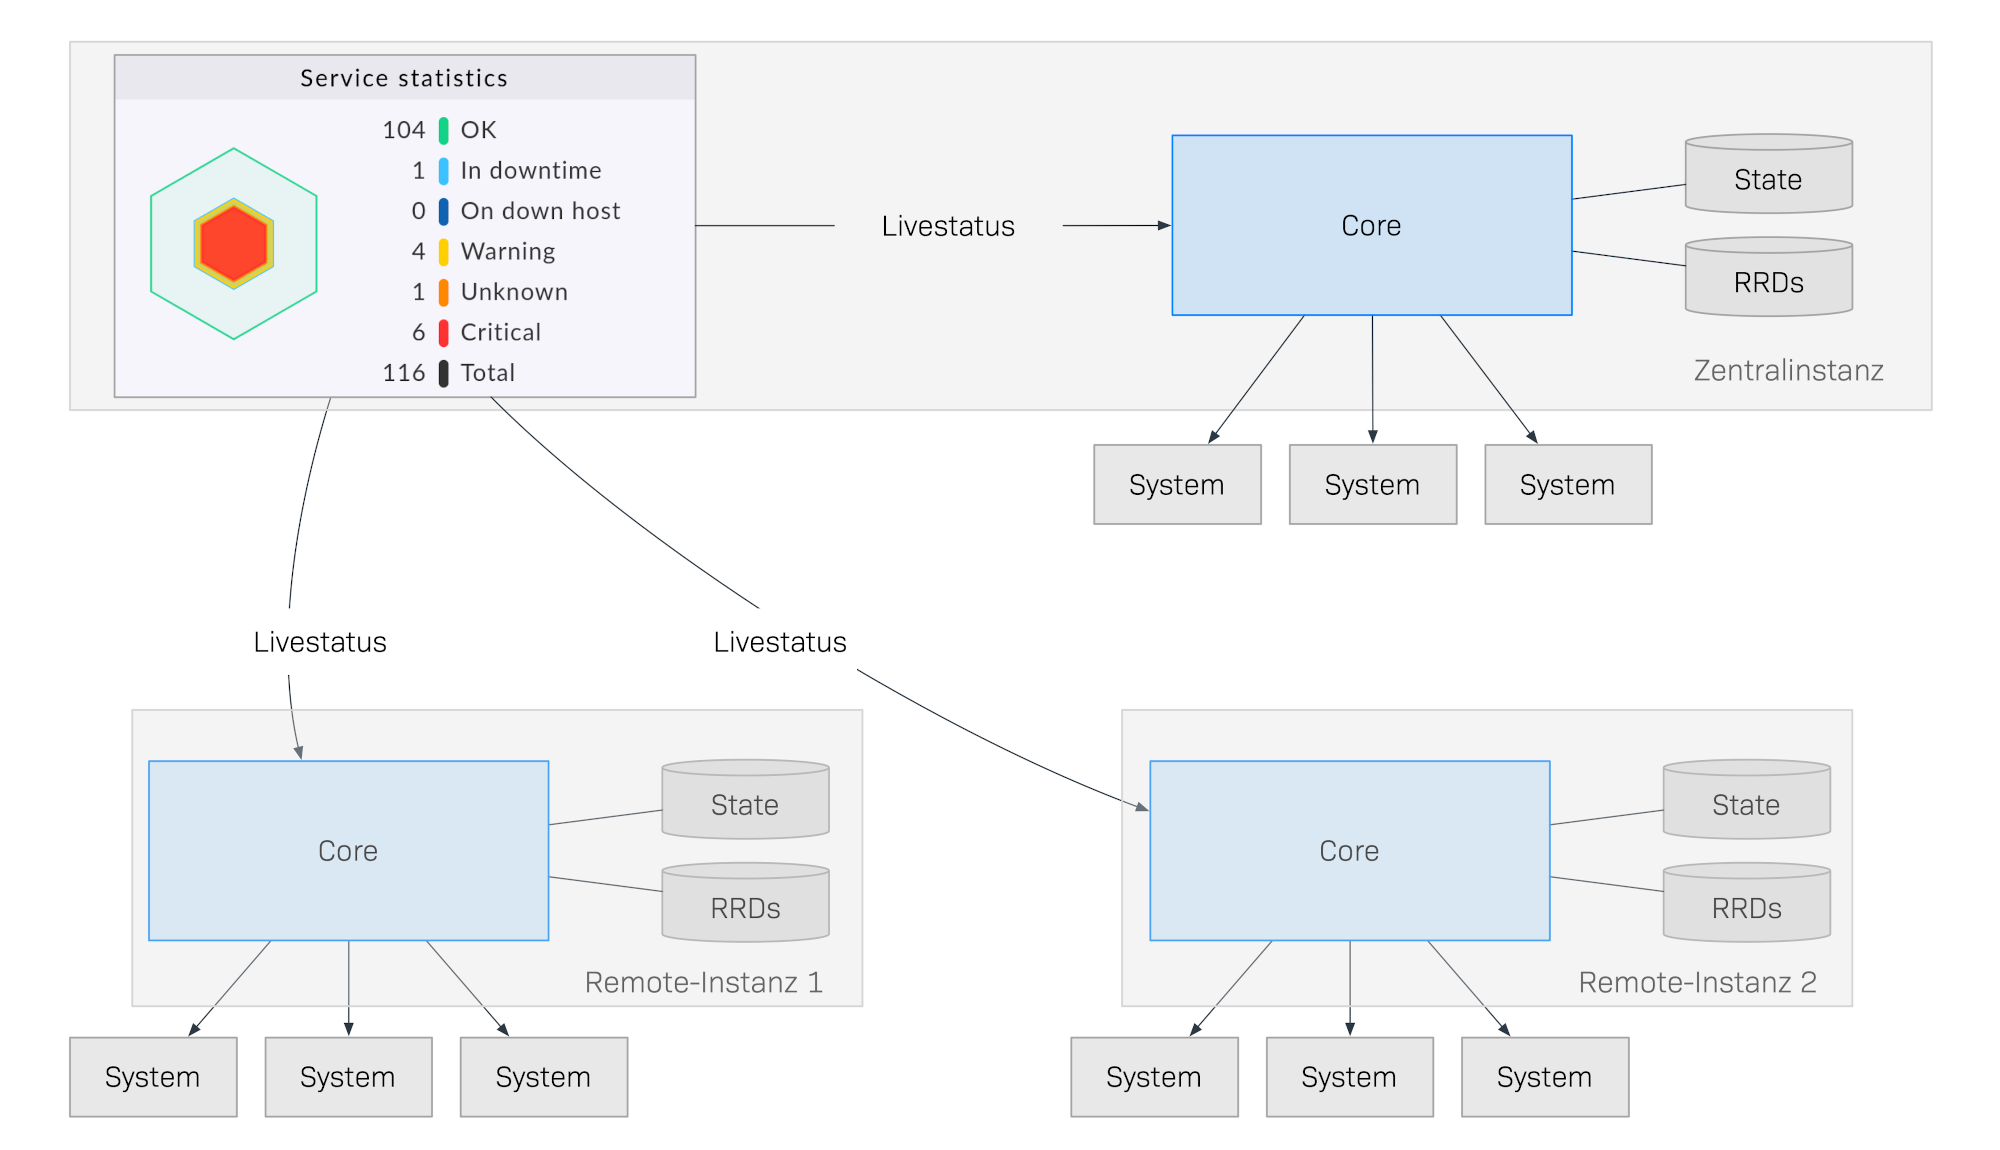 Service statistics
104 OK
1 In downtime
0 On down host
4 Warning
1 Unknown
6 Critical
116 Total
Livestatus
Core
State
RRDs
Zentralinstanz
System System System
Livestatus
Livestatus
Core
State
RRDs
Remote-Instanz 1
System System System
Core
State
RRDs
Remote-Instanz 2
System System System